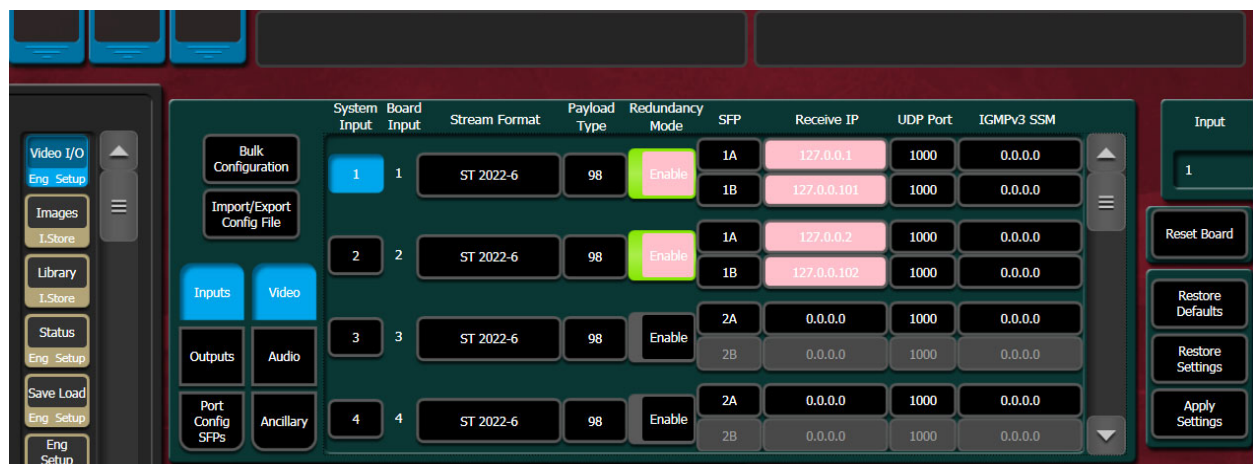 System Board Payload Redundancy
Input Input Stream Format Type Mode SFP Receive IP UDP Port IGMPv3 SSM
Input
1
Video I/O
Eng Setup
Images
I.Store
Library
I.Store
Status
Eng Setup
Save Load
Eng Setup
Eng
Setup
Bulk
Configuration
Import/Export
Config File
Inputs Video
Outputs Audio
Port
Config
SFPs
Ancillary
1 1 ST 2022-6 98 Enable
1A 127.0.0.1 1000 0.0.0.0
1B 127.0.0.101 1000 0.0.0.0
2 2 ST 2022-6 98 Enable
1A 127.0.0.2 1000 0.0.0.0
1B 127.0.0.102 1000 0.0.0.0
3 3 ST 2022-6 98 Enable
2A 0.0.0.0 1000 0.0.0.0
2B 0.0.0.0 1000 0.0.0.0
4 4 ST 2022-6 98 Enable
2A 0.0.0.0 1000 0.0.0.0
2B 0.0.0.0 1000 0.0.0.0
Reset Board
Restore
Defaults
Restore
Settings
Apply
Settings